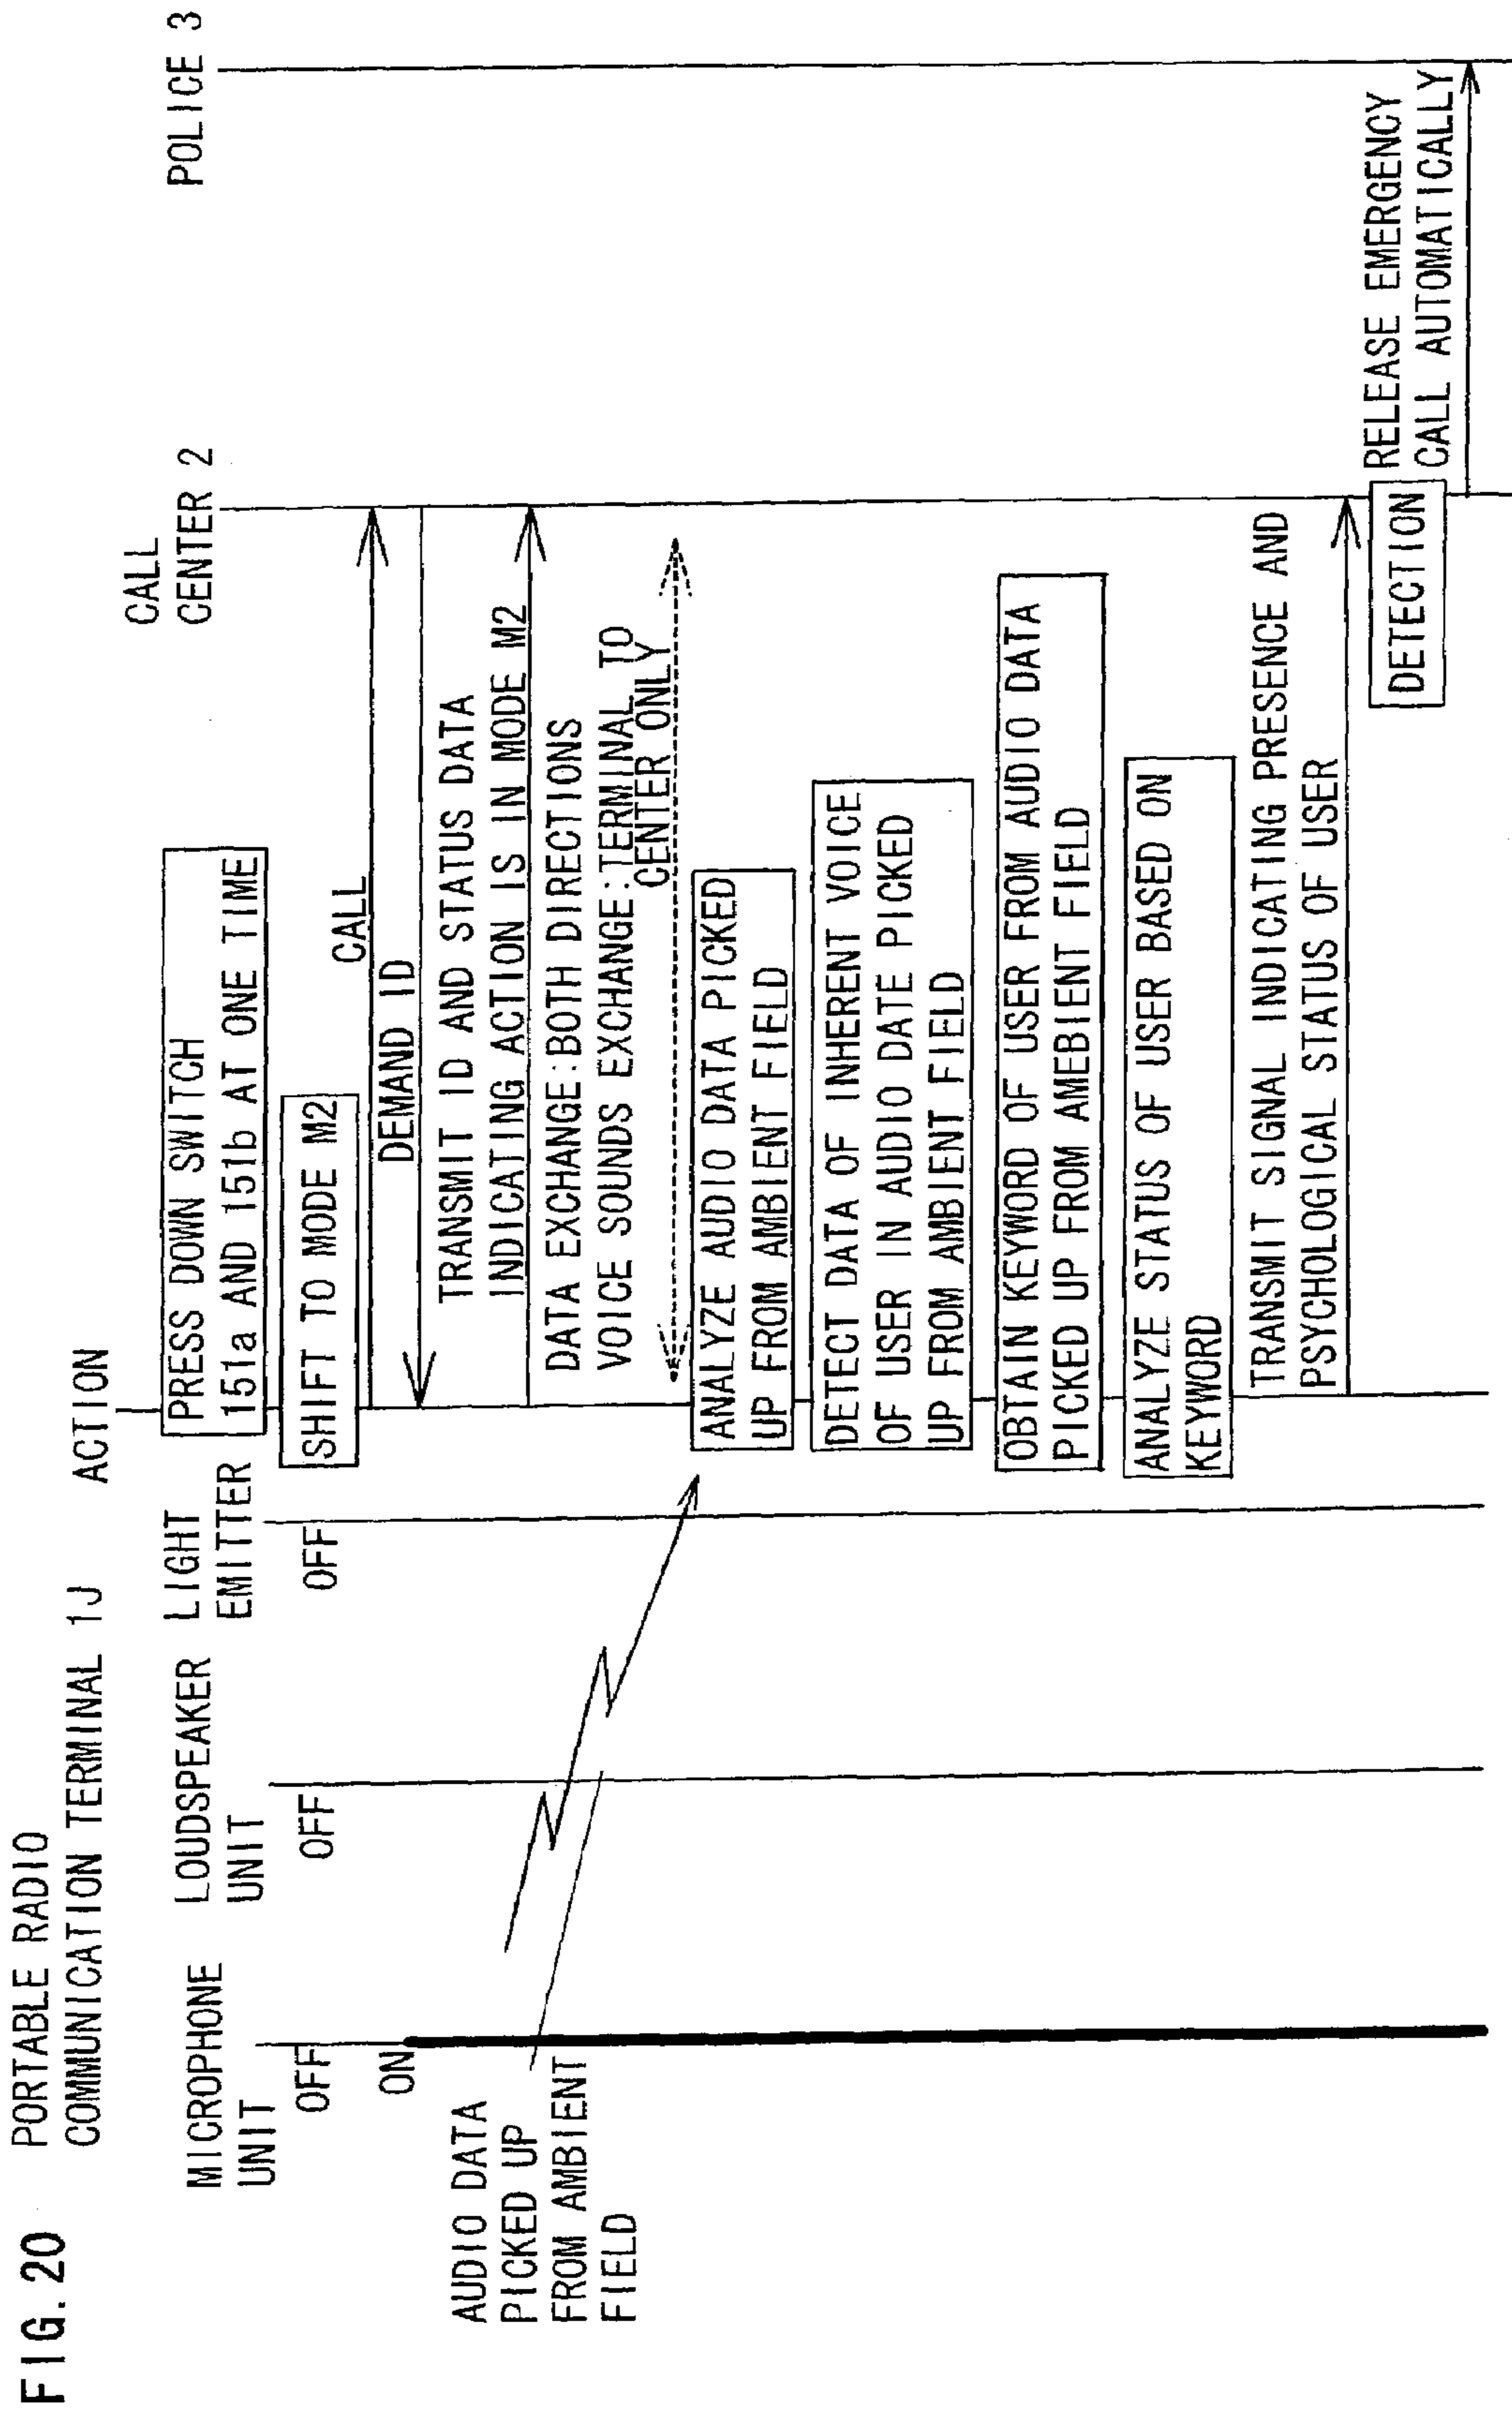 FIG. 20
PORTABLE RADIO
COMMUNICATION TERMINAL 1J
ACTION
CALL
CENTER 2
POLICE 3
MICROPHONE
UNIT
LOUDSPEAKER
UNIT
LIGHT
EMITTER
PRESS DOWN SWITCH
151a AND 151b AT ONE TIME
OFF
OFF
OFF
SHIFT TO MODE M2
CALL
ON
DEMAND ID
TRANSMIT ID AND STATUS DATA
INDICATING ACTION IS IN MODE M2
AUDIO DATA
PICKED UP
FROM AMBIENT
FIELD
DATA EXCHANGE:BOTH DIRECTIONS
VOICE SOUNDS EXCHANGE:TERMINAL TO
CENTER ONLY
ANALYZE AUDIO DATA PICKED
UP FROM AMBIENT FIELD
DETECT DATA OF INHERENT VOICE
OF USER IN AUDIO DATE PICKED
UP FROM AMBIENT FIELD
OBTAIN KEYWORD OF USER FROM AUDIO DATA
PICKED UP FROM AMEBIENT FIELD
ANALYZE STATUS OF USER BASED ON
KEYWORD
TRANSMIT SIGNAL INDICATING PRESENCE AND
PSYCHOLOGICAL STATUS OF USER
DETECTION
RELEASE EMERGENCY
CALL AUTOMATICALLY